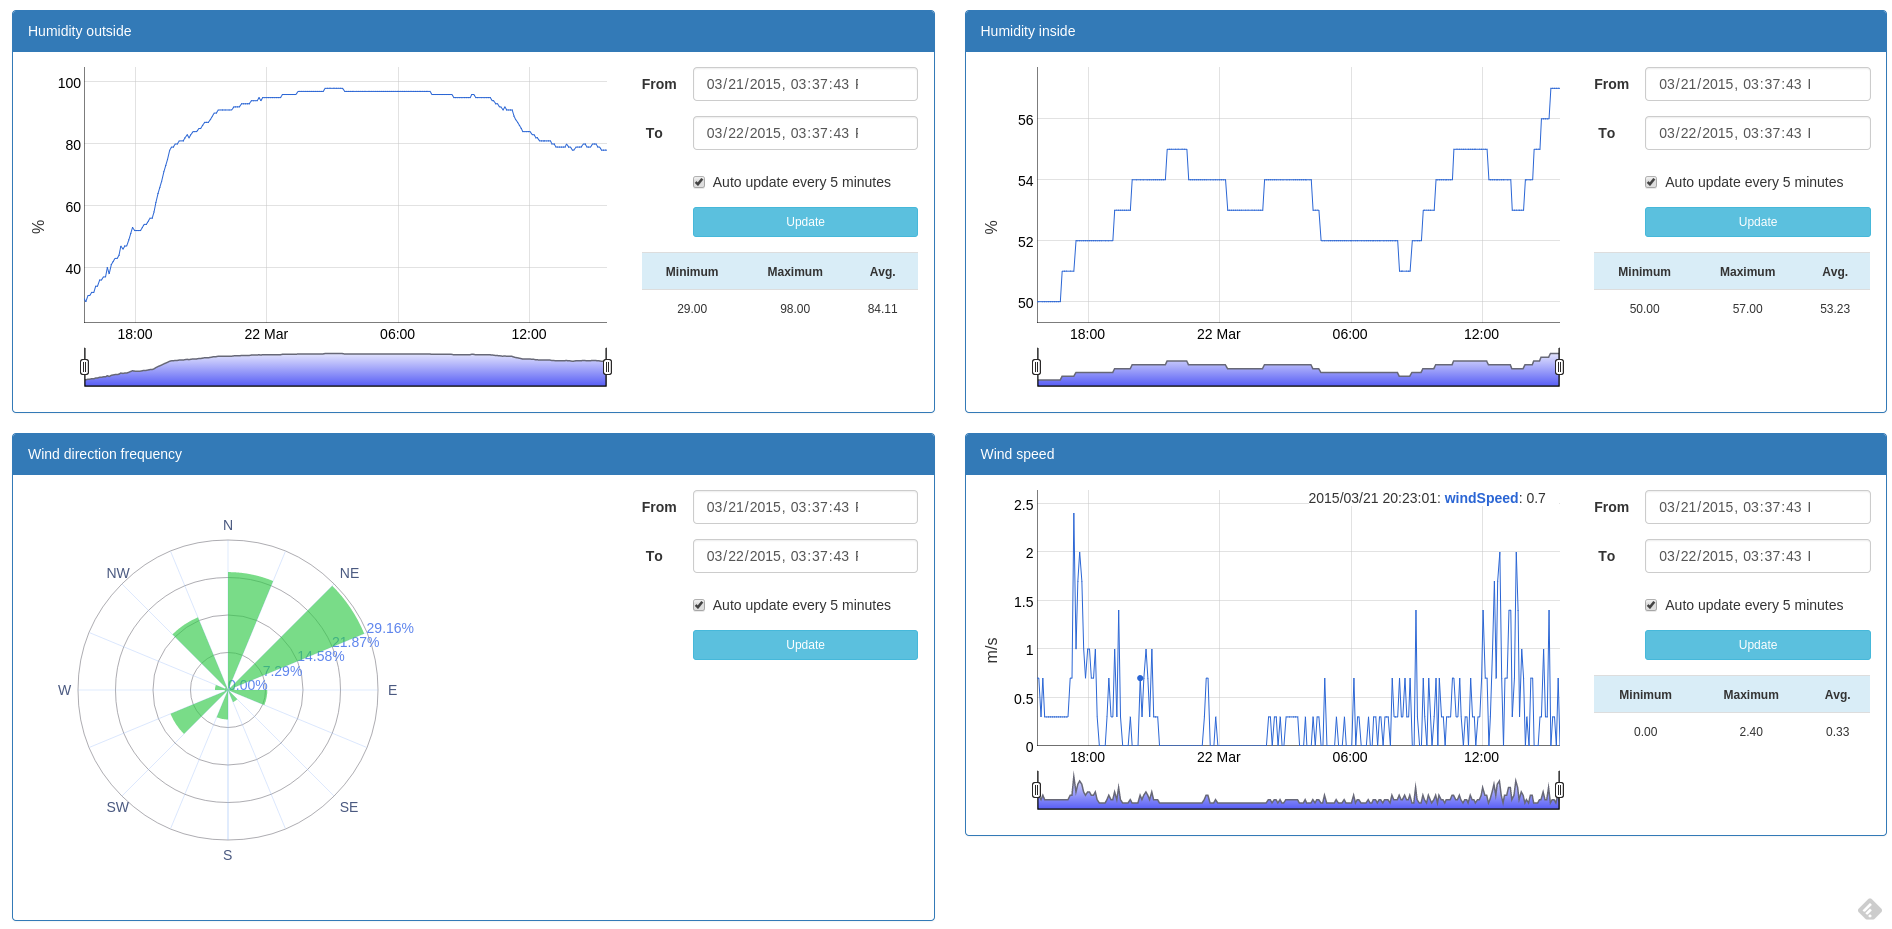 Humidity outside
100
80
60
40
%
18:00 22 Mar 06:00 12:00
From 03/21/2015, 03:37:43
To 03/22/2015, 03:37:43
Auto update every 5 minutes
Update
Minimum Maximum Avg.
29.00 98.00 84.11
Humidity inside
56
54
52
50
%
18:00 22 Mar 06:00 12:00
From 03/21/2015, 03:37:43
To 03/22/2015, 03:37:43
Auto update every 5 minutes
Update
Minimum Maximum Avg.
50.00 57.00 53.23
Wind direction frequency
N
NW NE
29.16%
21.87%
14.58%
7.29%
0.00%
W E
SW SE
S
From 03/21/2015, 03:37:43
To 03/22/2015, 03:37:43
Auto update every 5 minutes
Update
Wind speed
2015/03/21 20:23:01: windSpeed: 0.7
2.5
2
1.5
1
0.5
0
m/s
18:00 22 Mar 06:00 12:00
From 03/21/2015, 03:37:43
To 03/22/2015, 03:37:43
Auto update every 5 minutes
Update
Minimum Maximum Avg.
0.00 2.40 0.33